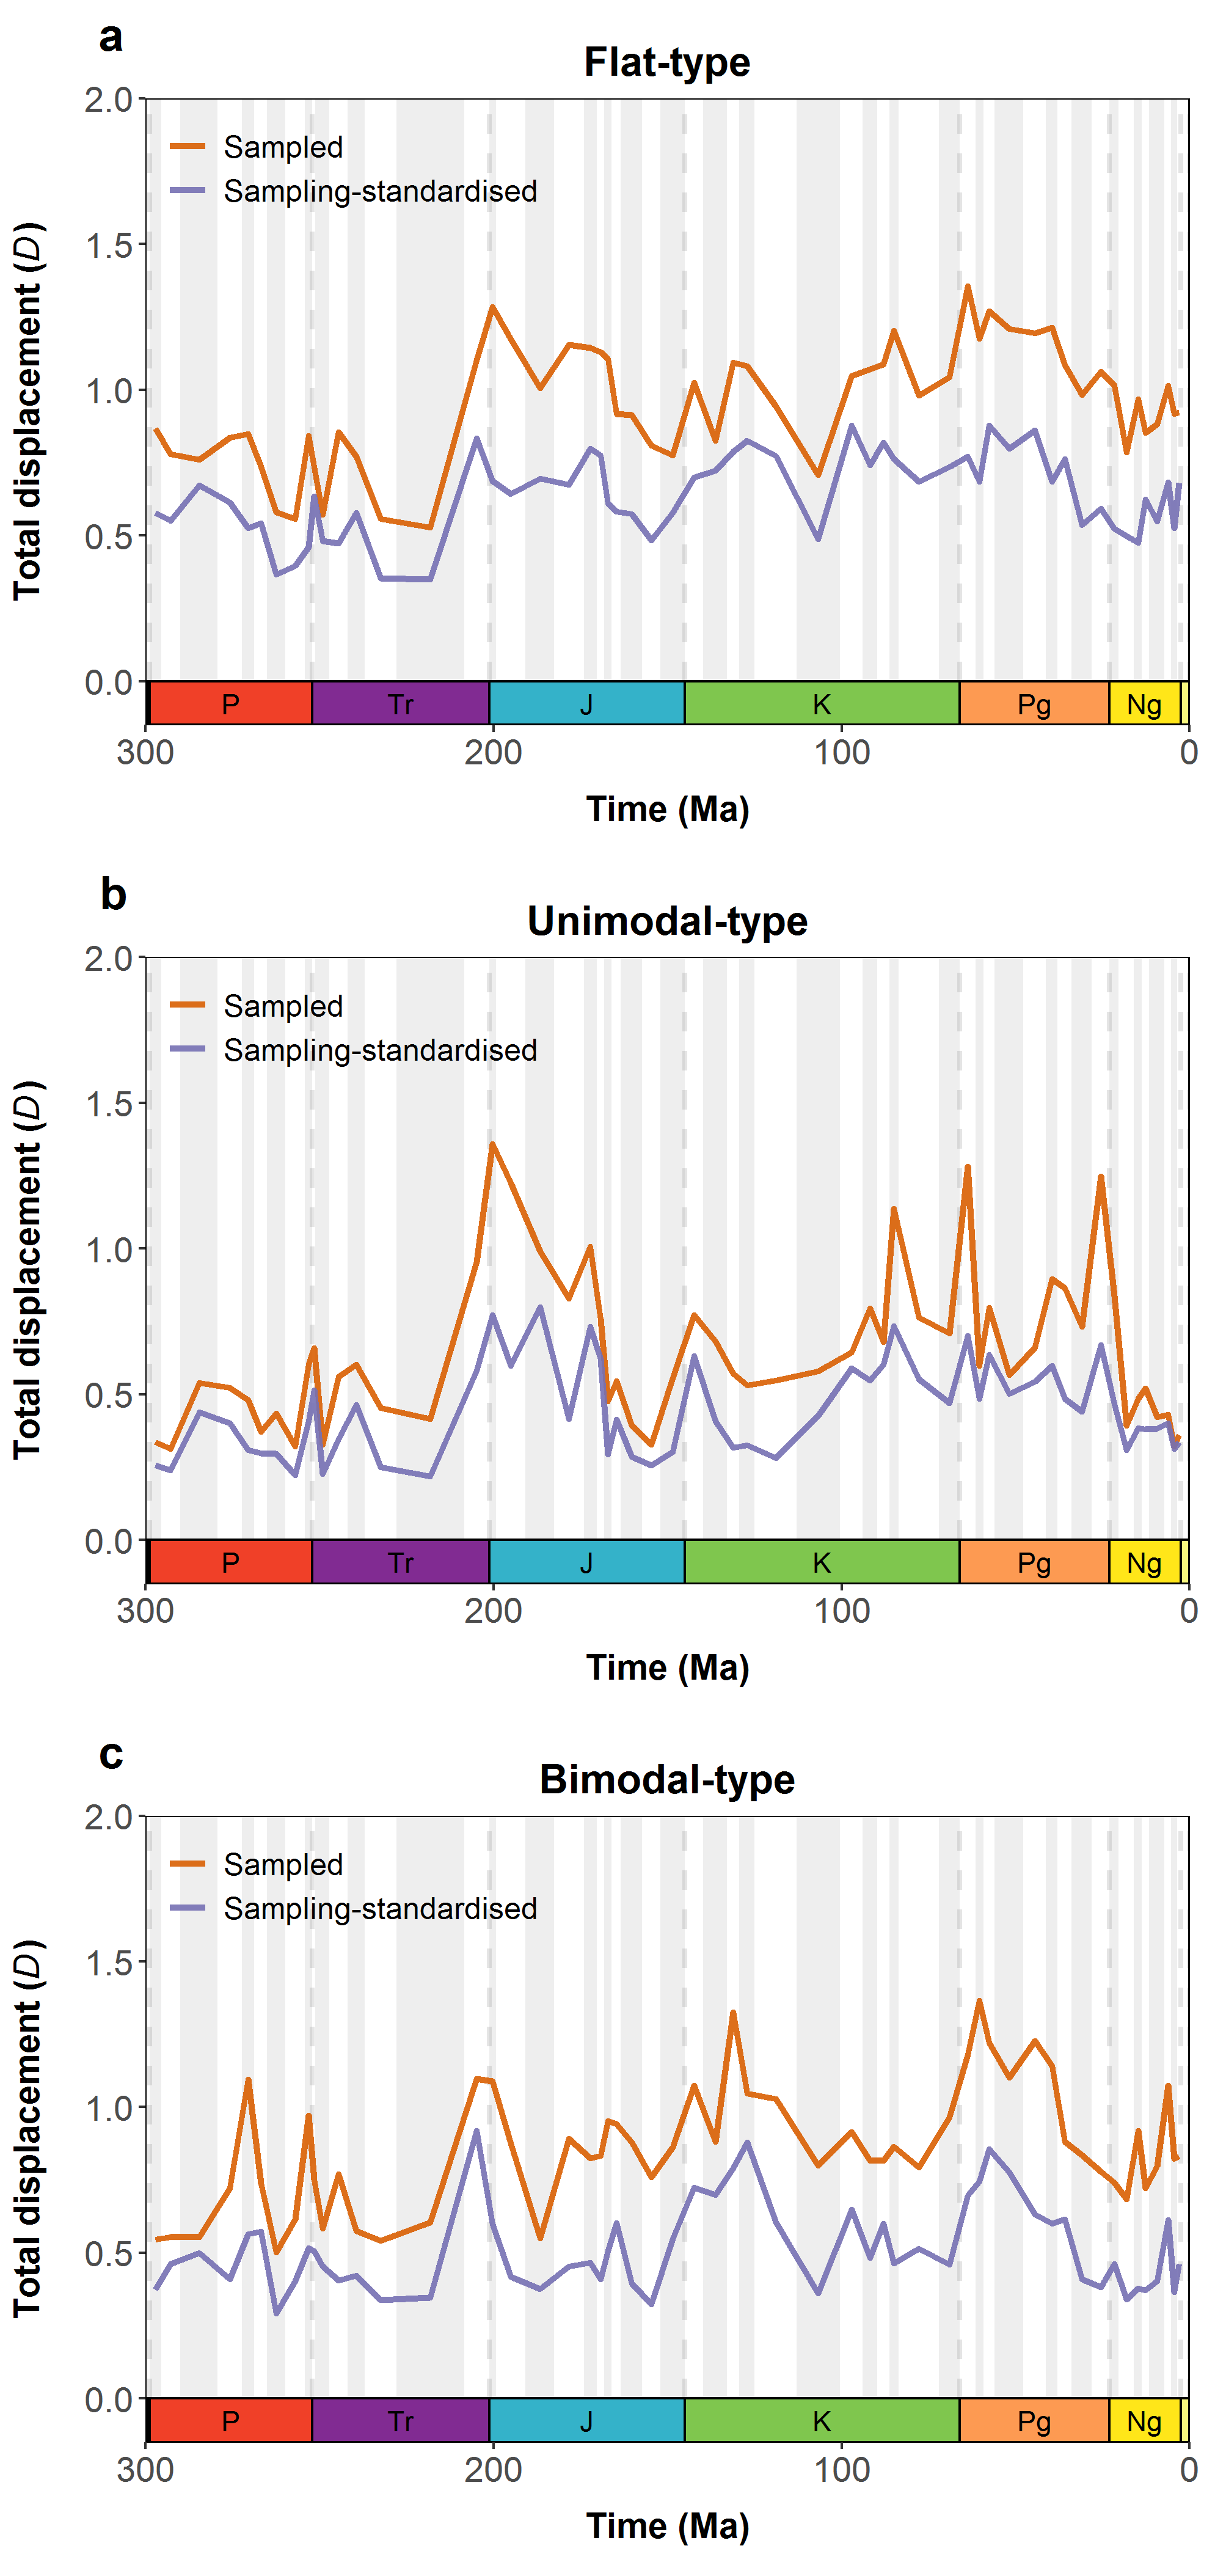 a
Flat-type
2.0
1.5
1.0
0.5
0.0
Total displacement (D)
Sampled
Sampling-standardised
P Tr J K Pg Ng
300 200 100 0
Time (Ma)
b
Unimodal-type
2.0
1.5
1.0
0.5
0.0
Total displacement (D)
Sampled
Sampling-standardised
P Tr J K Pg Ng
300 200 100 0
Time (Ma)
c
Bimodal-type
2.0
1.5
1.0
0.5
0.0
Total displacement (D)
Sampled
Sampling-standardised
P Tr J K Pg Ng
300 200 100 0
Time (Ma)